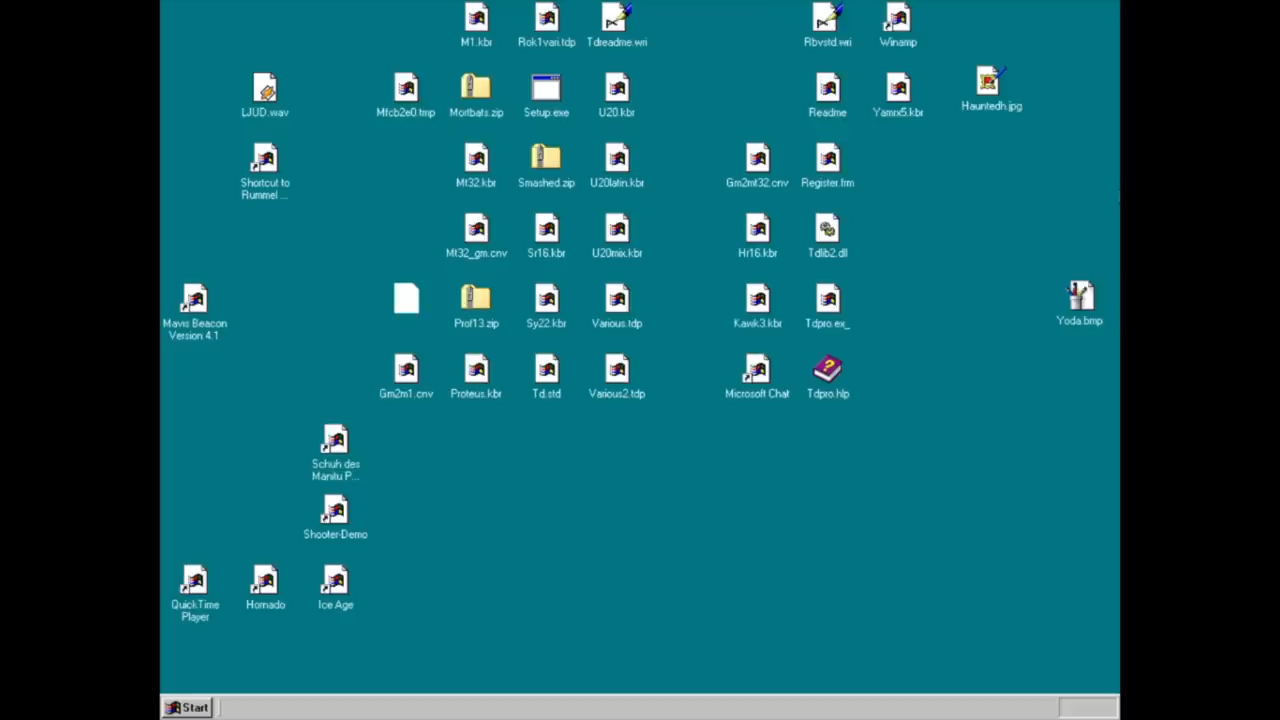 M1.kbr
Rok1vari.tdp
Tdreadme.wri
Rbvstd.wri
Winamp
LJUD.wav
Mfcb2e0.tmp
Mortbats.zip
Setup.exe
U20.kbr
Readme
Yamrx5.kbr
Hauntedh.jpg
Shortcut to
Rummel ...
Mt32.kbr
Smashed.zip
U20latin.kbr
Gm2mt32.cnv
Register.frm
Mt32_gm.cnv
Sr16.kbr
U20mix.kbr
Hr16.kbr
Tdlib2.dll
Mavis Beacon
Version 4.1
Prof13.zip
Sy22.kbr
Various.tdp
Kawk3.kbr
Tdpro.ex_
Yoda.bmp
Gm2m1.cnv
Proteus.kbr
Td.std
Various2.tdp
Microsoft Chat
Tdpro.hlp
Schuh des
Manitu P...
Shooter-Demo
QuickTime
Player
Hornado
Ice Age
Start